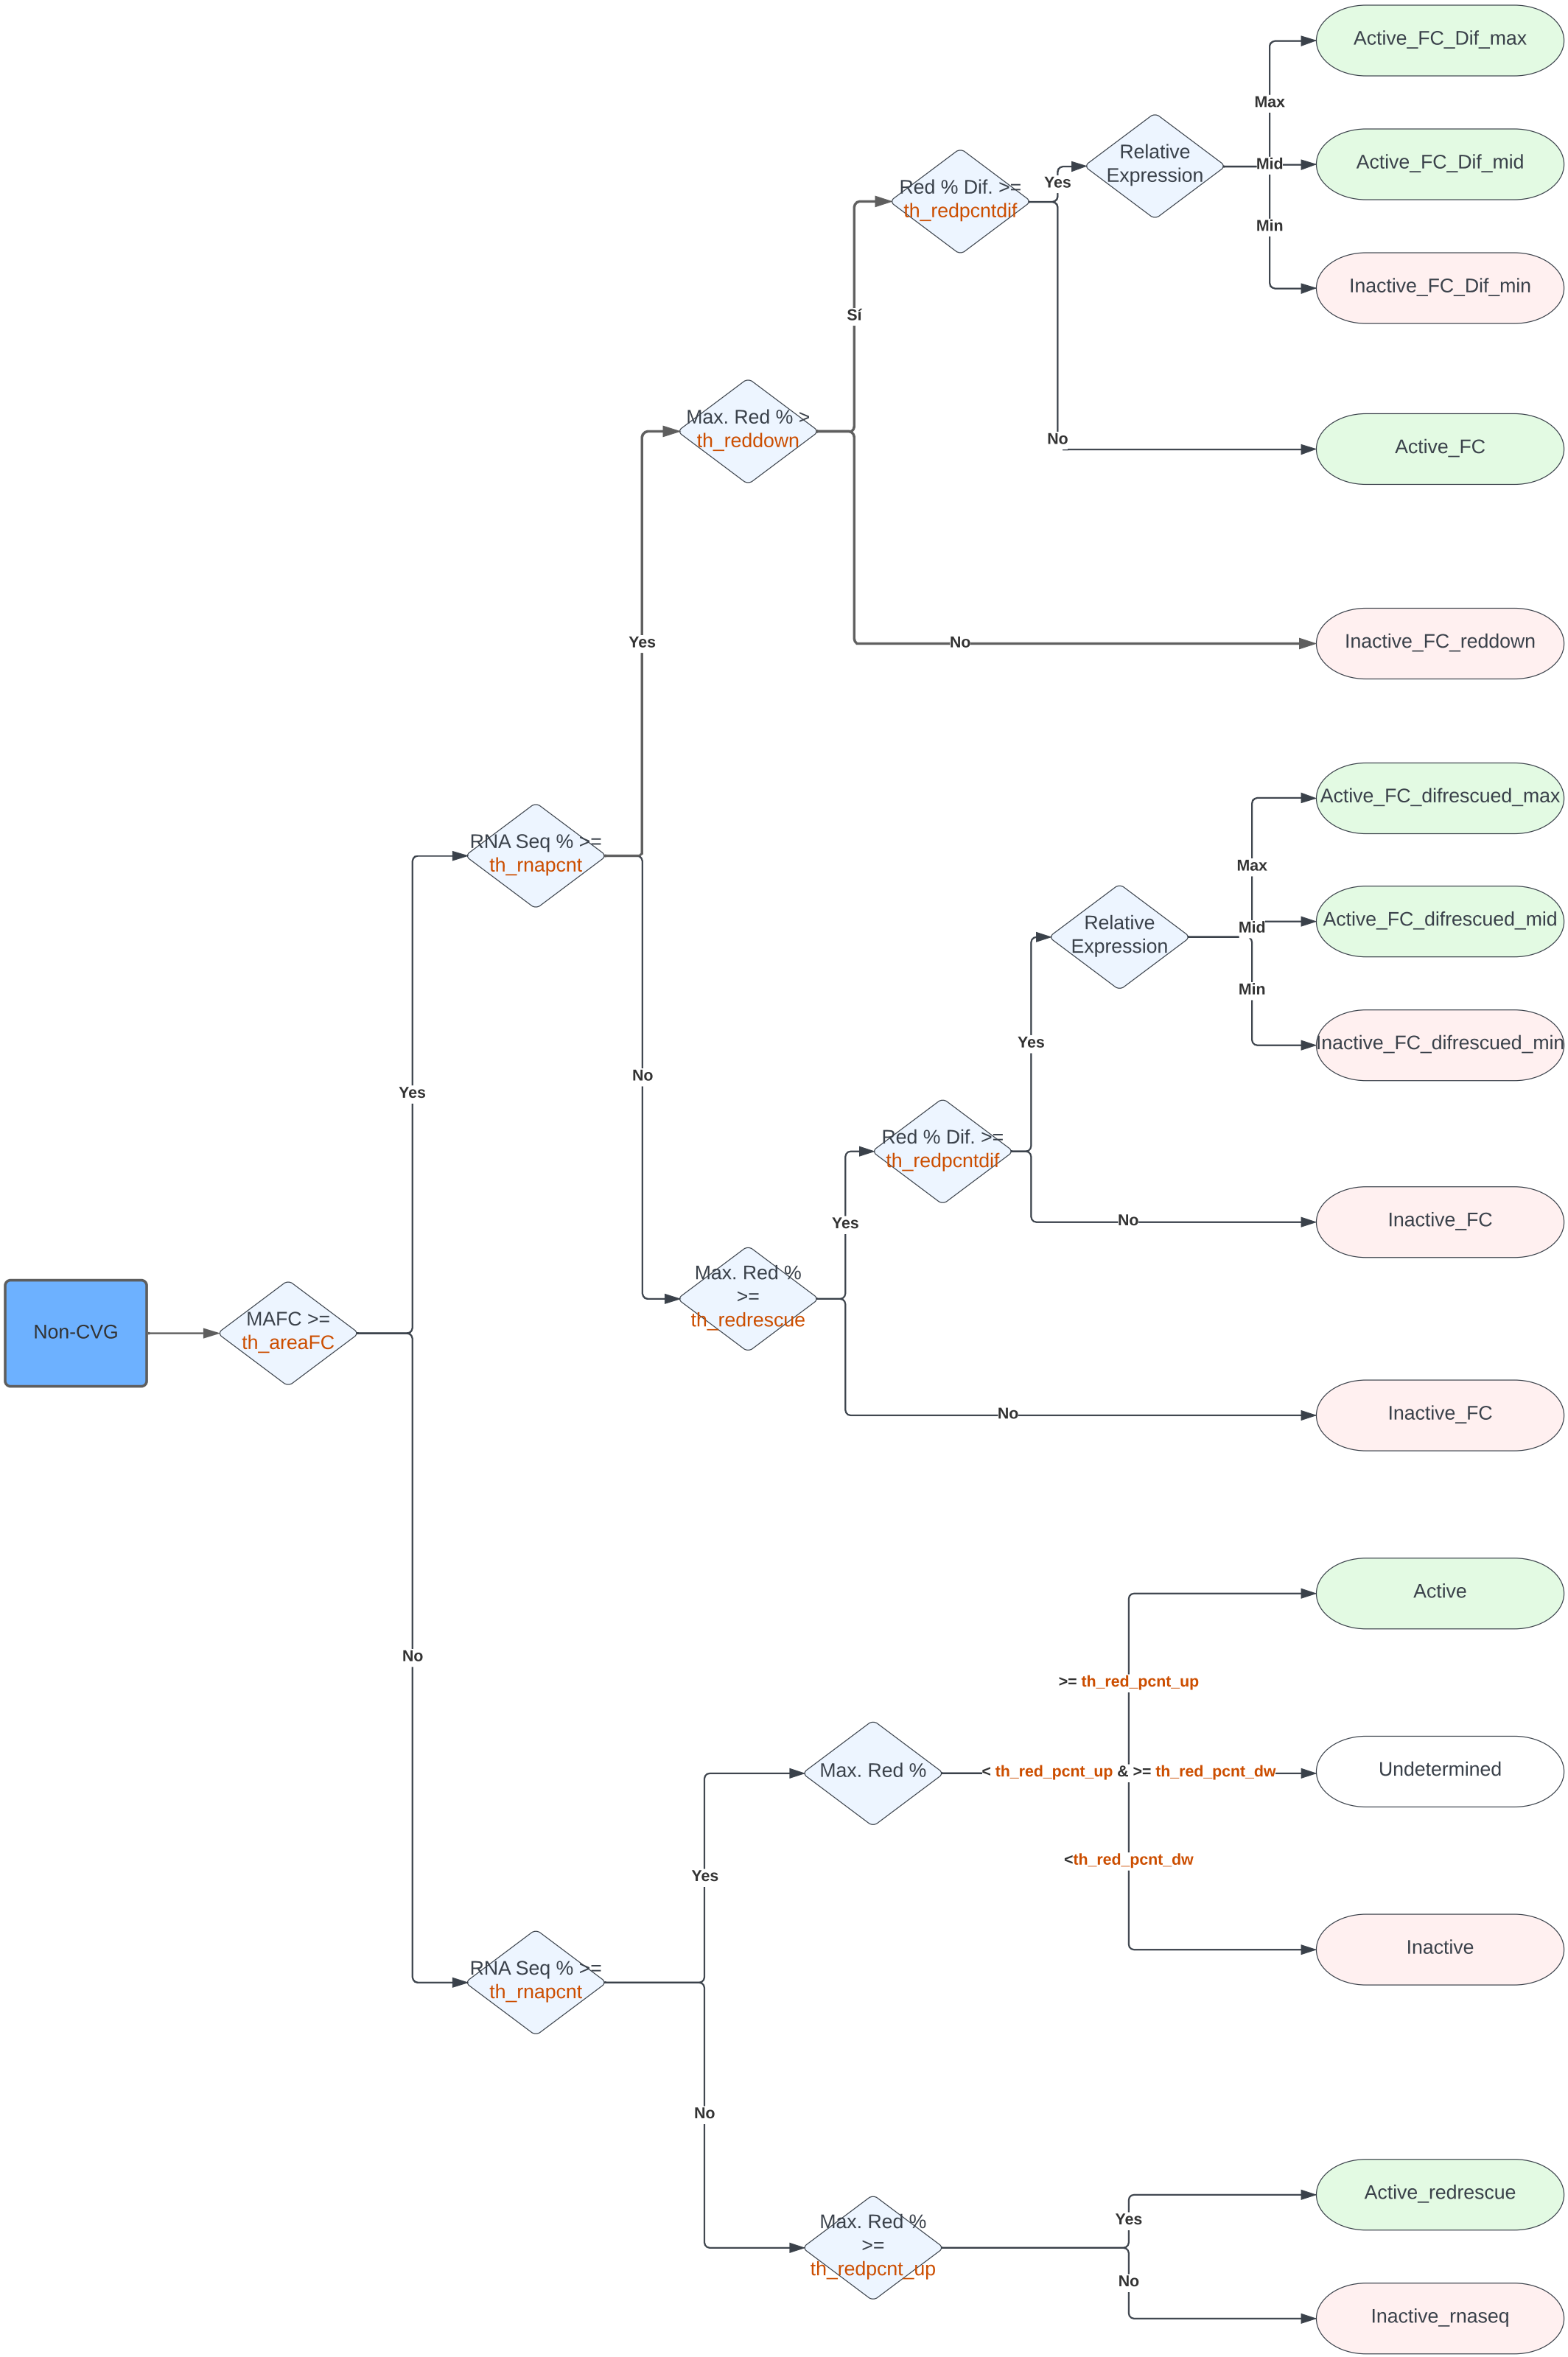 Active_FC_Dif_max
Max
Relative
Expression
Mid
Active_FC_Dif_mid
Red % Dif. >=
th_redpcntdif
Yes
Min
Inactive_FC_Dif_min
Sí
Max. Red % >
th_reddown
No
Active_FC
Yes
No
Inactive_FC_reddown
Active_FC_difrescued_max
RNA Seq % >=
th_rnapcnt
Max
Relative
Expression
Mid
Active_FC_difrescued_mid
Min
Yes
Inactive_FC_difrescued_min
No
Yes
Red % Dif. >=
th_redpcntdif
Yes
No
Inactive_FC
Max. Red %
>=
th_redrescue
Non-CVG
MAFC >=
th_areaFC
No
Inactive_FC
Active
No
>= th_red_pcnt_up
Max. Red %
< th_red_pcnt_up & >= th_red_pcnt_dw
Undetermined
Yes
<th_red_pcnt_dw
Inactive
RNA Seq % >=
th_rnapcnt
No
Active_redrescue
Yes
Max. Red %
>=
th_redpcnt_up
No
Inactive_rnaseq